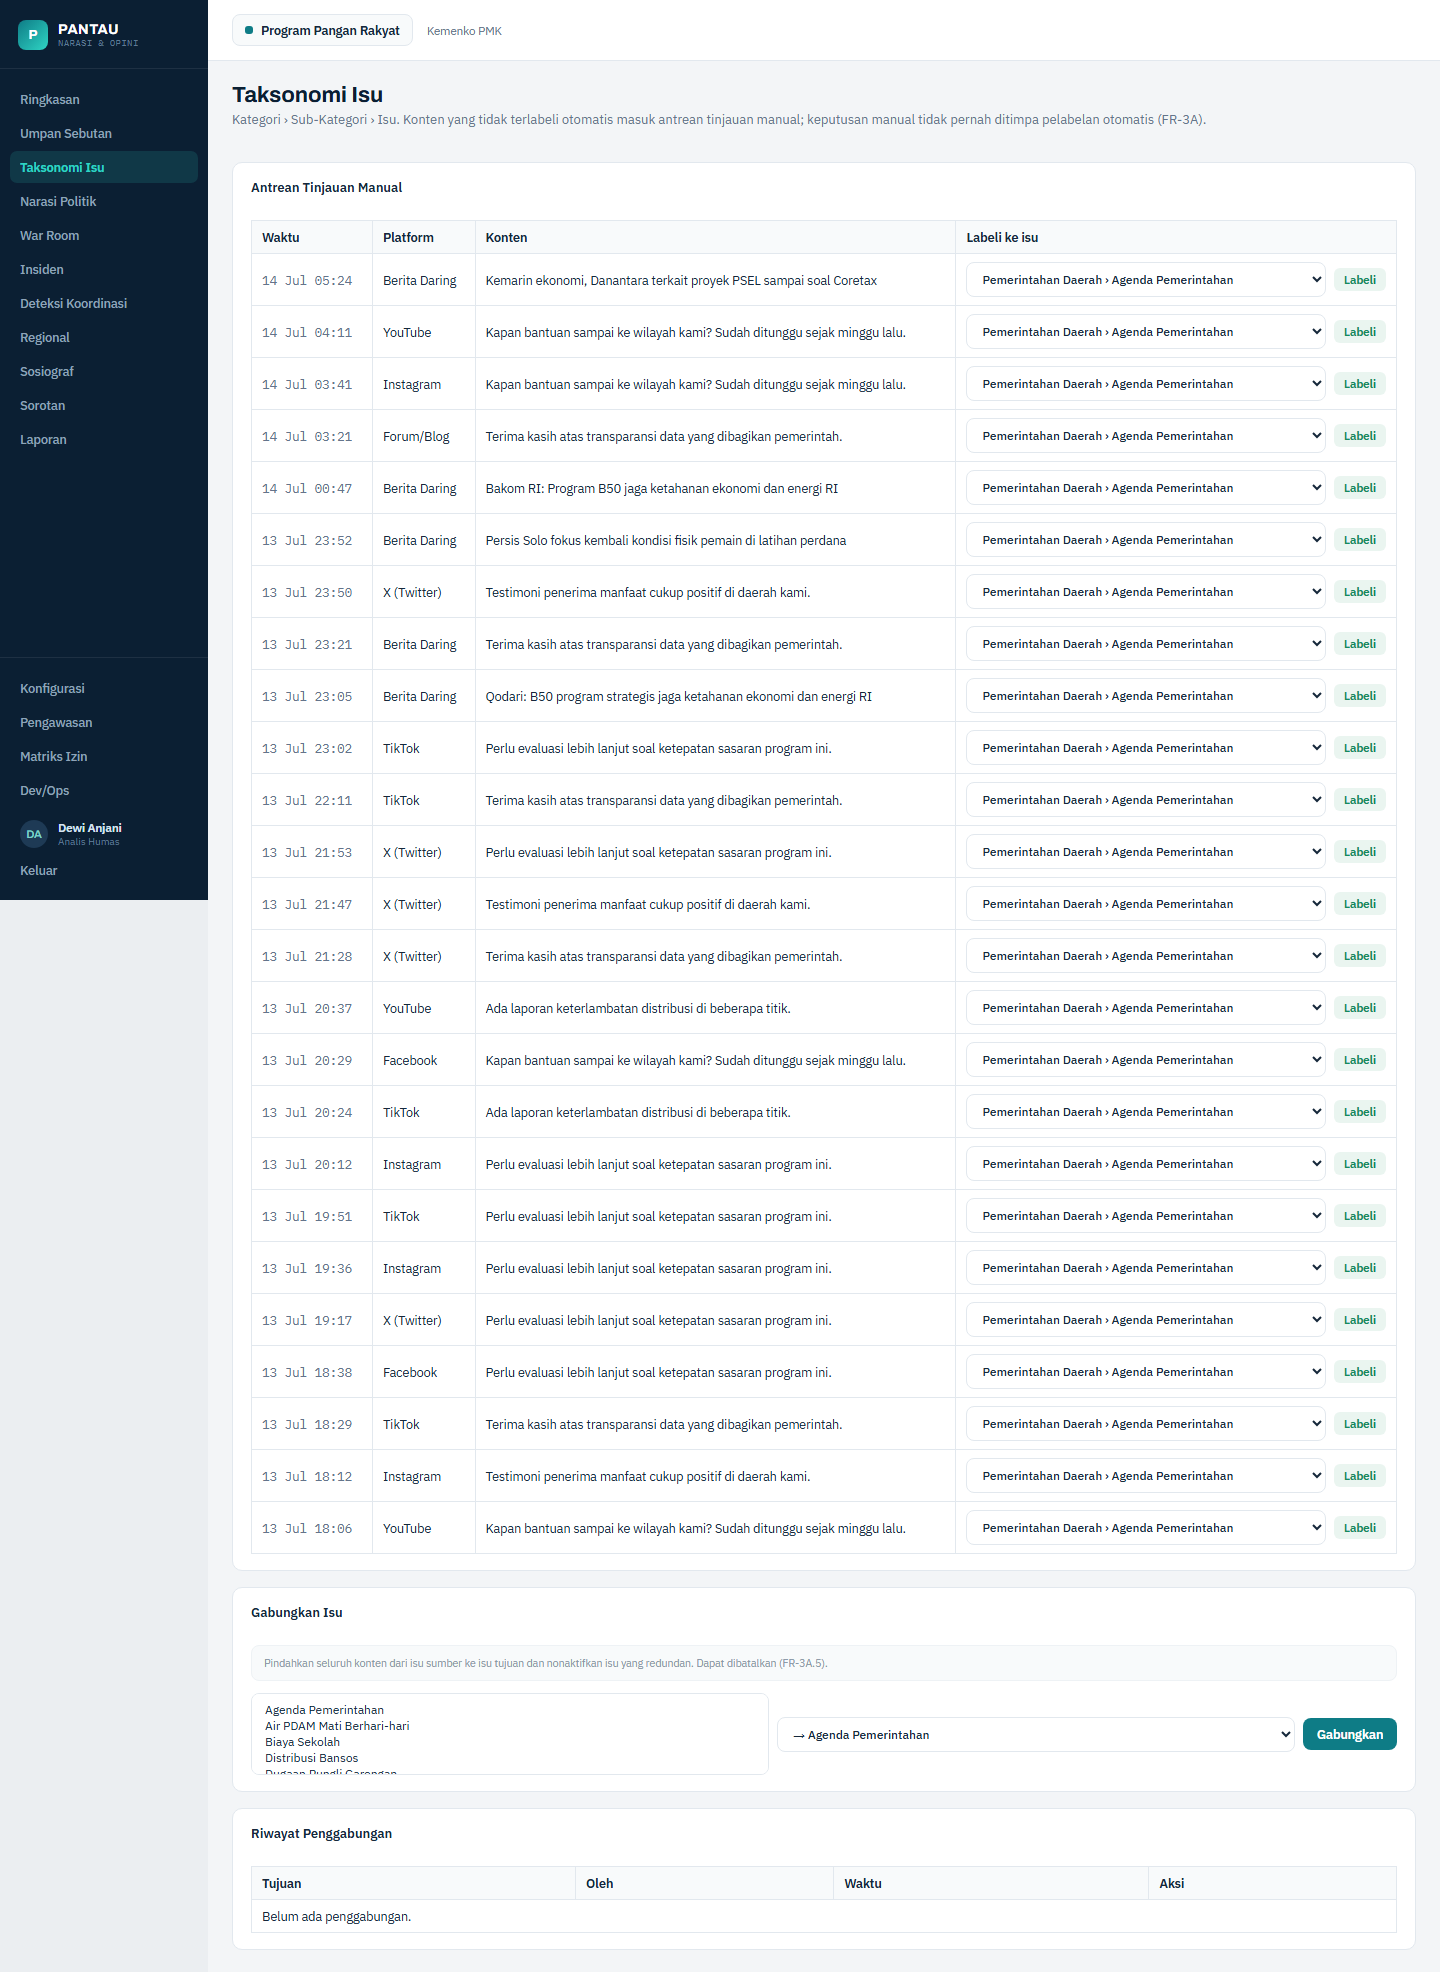 P
PANTAU
NARASI & OPINI
Ringkasan
Umpan Sebutan
Taksonomi Isu
Narasi Politik
War Room
Insiden
Deteksi Koordinasi
Regional
Sosiograf
Sorotan
Laporan
Konfigurasi
Pengawasan
Matriks Izin
Dev/Ops
DA
Dewi Anjani
Analis Humas
Keluar
Program Pangan Rakyat Kemenko PMK
Taksonomi Isu
Kategori › Sub-Kategori › Isu. Konten yang tidak terlabeli otomatis masuk antrean tinjauan manual; keputusan manual tidak pernah ditimpa pelabelan otomatis (FR-3A).
Antrean Tinjauan Manual
Waktu Platform Konten Labeli ke isu
14 Jul 05:24 Berita Daring Kemarin ekonomi, Danantara terkait proyek PSEL sampai soal Coretax Pemerintahan Daerah › Agenda Pemerintahan Labeli
14 Jul 04:11 YouTube Kapan bantuan sampai ke wilayah kami? Sudah ditunggu sejak minggu lalu. Pemerintahan Daerah › Agenda Pemerintahan Labeli
14 Jul 03:41 Instagram Kapan bantuan sampai ke wilayah kami? Sudah ditunggu sejak minggu lalu. Pemerintahan Daerah › Agenda Pemerintahan Labeli
14 Jul 03:21 Forum/Blog Terima kasih atas transparansi data yang dibagikan pemerintah. Pemerintahan Daerah › Agenda Pemerintahan Labeli
14 Jul 00:47 Berita Daring Bakom RI: Program B50 jaga ketahanan ekonomi dan energi RI Pemerintahan Daerah › Agenda Pemerintahan Labeli
13 Jul 23:52 Berita Daring Persis Solo fokus kembali kondisi fisik pemain di latihan perdana Pemerintahan Daerah › Agenda Pemerintahan Labeli
13 Jul 23:50 X (Twitter) Testimoni penerima manfaat cukup positif di daerah kami. Pemerintahan Daerah › Agenda Pemerintahan Labeli
13 Jul 23:21 Berita Daring Terima kasih atas transparansi data yang dibagikan pemerintah. Pemerintahan Daerah › Agenda Pemerintahan Labeli
13 Jul 23:05 Berita Daring Qodari: B50 program strategis jaga ketahanan ekonomi dan energi RI Pemerintahan Daerah › Agenda Pemerintahan Labeli
13 Jul 23:02 TikTok Perlu evaluasi lebih lanjut soal ketepatan sasaran program ini. Pemerintahan Daerah › Agenda Pemerintahan Labeli
13 Jul 22:11 TikTok Terima kasih atas transparansi data yang dibagikan pemerintah. Pemerintahan Daerah › Agenda Pemerintahan Labeli
13 Jul 21:53 X (Twitter) Perlu evaluasi lebih lanjut soal ketepatan sasaran program ini. Pemerintahan Daerah › Agenda Pemerintahan Labeli
13 Jul 21:47 X (Twitter) Testimoni penerima manfaat cukup positif di daerah kami. Pemerintahan Daerah › Agenda Pemerintahan Labeli
13 Jul 21:28 X (Twitter) Terima kasih atas transparansi data yang dibagikan pemerintah. Pemerintahan Daerah › Agenda Pemerintahan Labeli
13 Jul 20:37 YouTube Ada laporan keterlambatan distribusi di beberapa titik. Pemerintahan Daerah › Agenda Pemerintahan Labeli
13 Jul 20:29 Facebook Kapan bantuan sampai ke wilayah kami? Sudah ditunggu sejak minggu lalu. Pemerintahan Daerah › Agenda Pemerintahan Labeli
13 Jul 20:24 TikTok Ada laporan keterlambatan distribusi di beberapa titik. Pemerintahan Daerah › Agenda Pemerintahan Labeli
13 Jul 20:12 Instagram Perlu evaluasi lebih lanjut soal ketepatan sasaran program ini. Pemerintahan Daerah › Agenda Pemerintahan Labeli
13 Jul 19:51 TikTok Perlu evaluasi lebih lanjut soal ketepatan sasaran program ini. Pemerintahan Daerah › Agenda Pemerintahan Labeli
13 Jul 19:36 Instagram Perlu evaluasi lebih lanjut soal ketepatan sasaran program ini. Pemerintahan Daerah › Agenda Pemerintahan Labeli
13 Jul 19:17 X (Twitter) Perlu evaluasi lebih lanjut soal ketepatan sasaran program ini. Pemerintahan Daerah › Agenda Pemerintahan Labeli
13 Jul 18:38 Facebook Perlu evaluasi lebih lanjut soal ketepatan sasaran program ini. Pemerintahan Daerah › Agenda Pemerintahan Labeli
13 Jul 18:29 TikTok Terima kasih atas transparansi data yang dibagikan pemerintah. Pemerintahan Daerah › Agenda Pemerintahan Labeli
13 Jul 18:12 Instagram Testimoni penerima manfaat cukup positif di daerah kami. Pemerintahan Daerah › Agenda Pemerintahan Labeli
13 Jul 18:06 YouTube Kapan bantuan sampai ke wilayah kami? Sudah ditunggu sejak minggu lalu. Pemerintahan Daerah › Agenda Pemerintahan Labeli
Gabungkan Isu
Pindahkan seluruh konten dari isu sumber ke isu tujuan dan nonaktifkan isu yang redundan. Dapat dibatalkan (FR-3A.5).
Agenda Pemerintahan
Air PDAM Mati Berhari-hari
Biaya Sekolah
Distribusi Bansos
→ Agenda Pemerintahan
Gabungkan
Riwayat Penggabungan
Tujuan Oleh Waktu Aksi
Belum ada penggabungan.